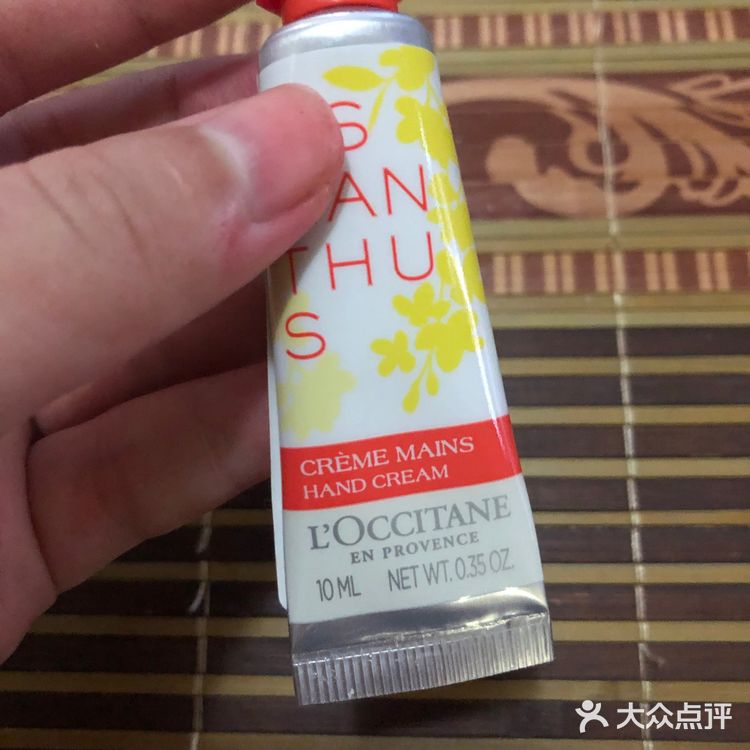 S
AN
THU
S
CRÈME MAINS
HAND CREAM
L'OCCITANE
EN PROVENCE
10 ML NET WT. 0.35 OZ.
大众点评